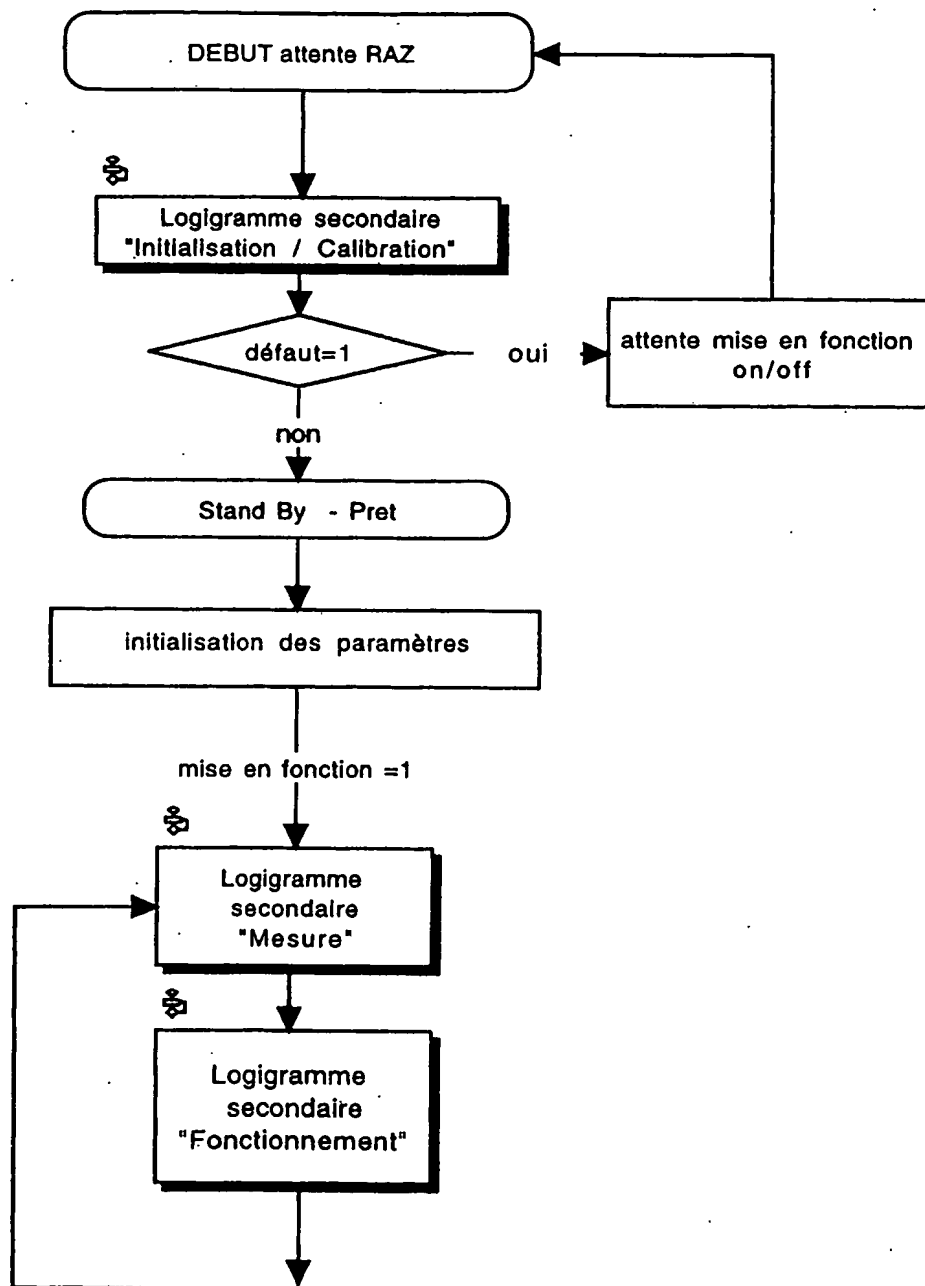 DEBUT attente RAZ
Logigramme secondaire
"Initialisation / Calibration"
défaut=1
oui
attente mise en fonction
on/off
non
Stand By - Pret
initialisation des paramètres
mise en fonction =1
Logigramme
secondaire
"Mesure"
Logigramme
secondaire
"Fonctionnement"